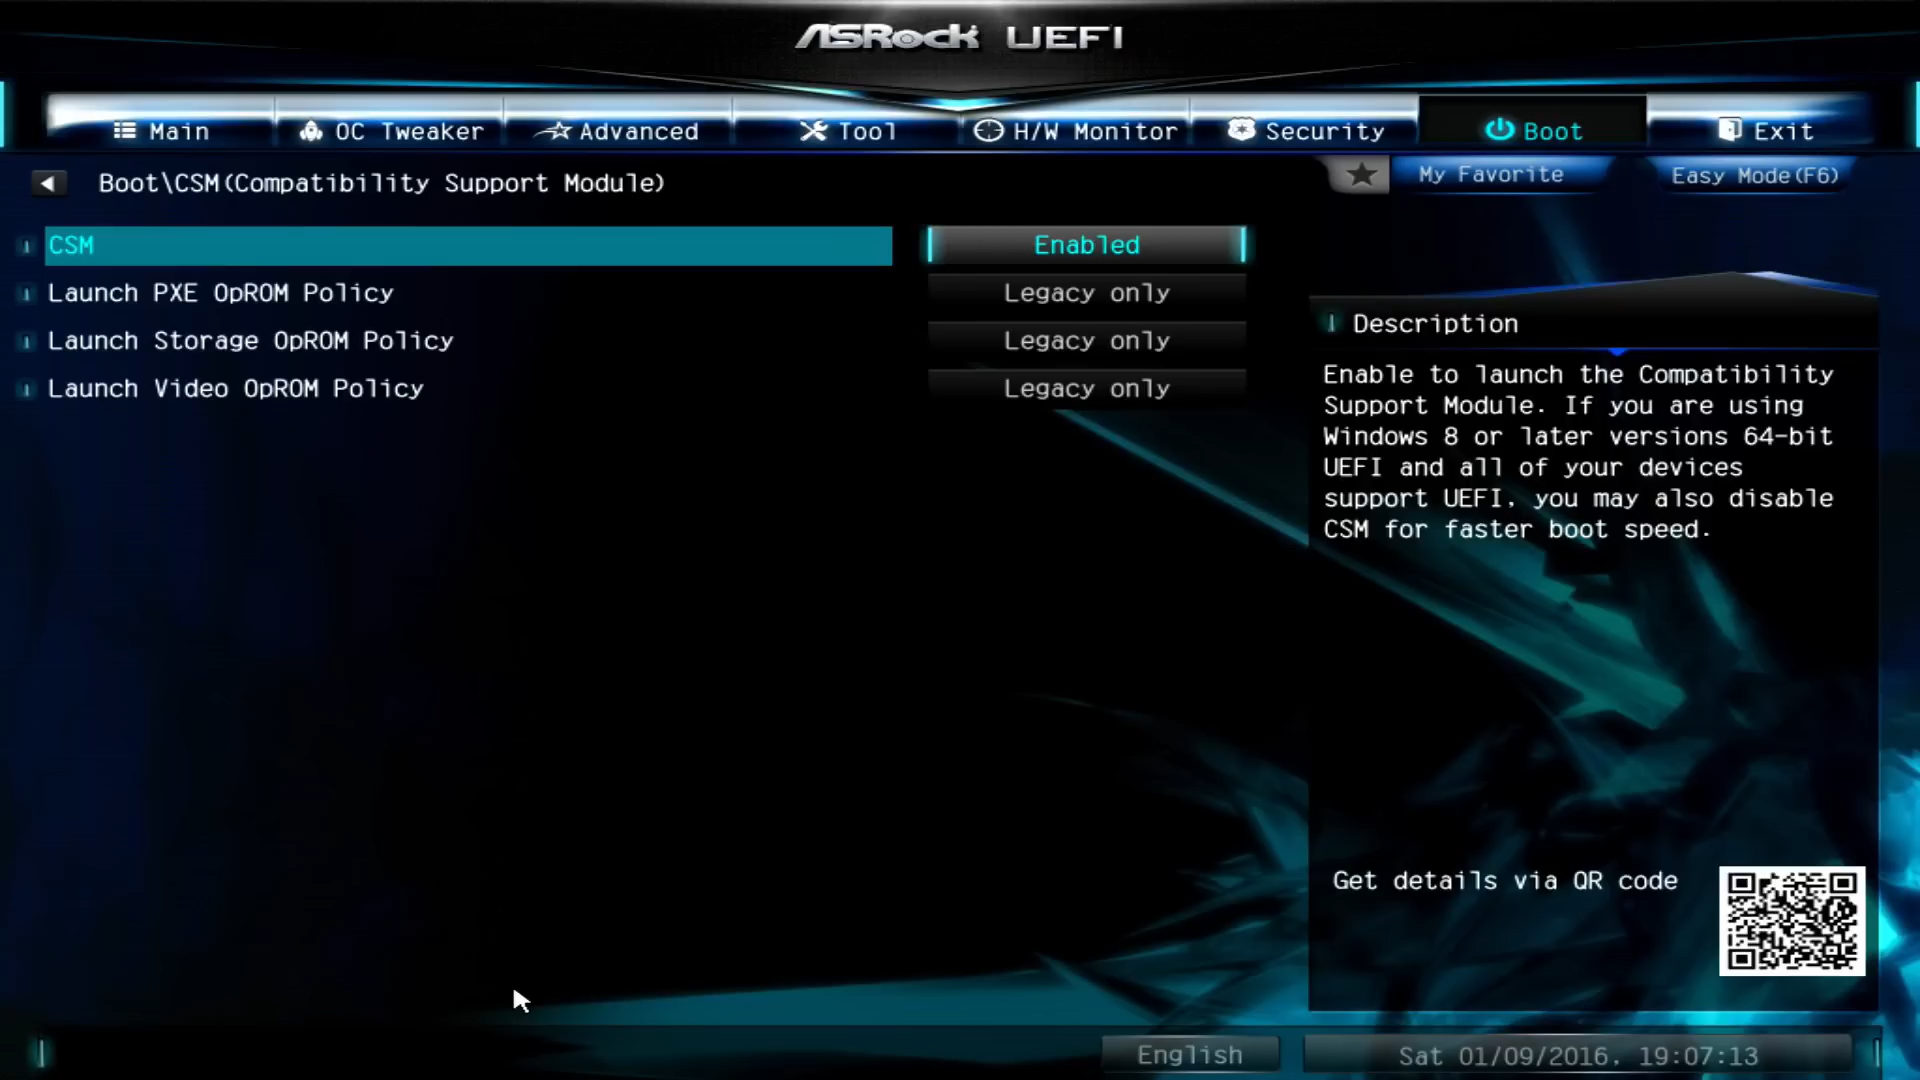 ASRock UEFI
Main
OC Tweaker
Advanced
Tool
H/W Monitor
Security
Boot
Exit
Boot\CSM(Compatibility Support Module)
My Favorite
Easy Mode(F6)
CSM
Enabled
Launch PXE OpROM Policy
Legacy only
Launch Storage OpROM Policy
Legacy only
Launch Video OpROM Policy
Legacy only
Description
Enable to launch the Compatibility
Support Module. If you are using
Windows 8 or later versions 64-bit
UEFI and all of your devices
support UEFI, you may also disable
CSM for faster boot speed.
Get details via QR code
English
Sat 01/09/2016, 19:07:13